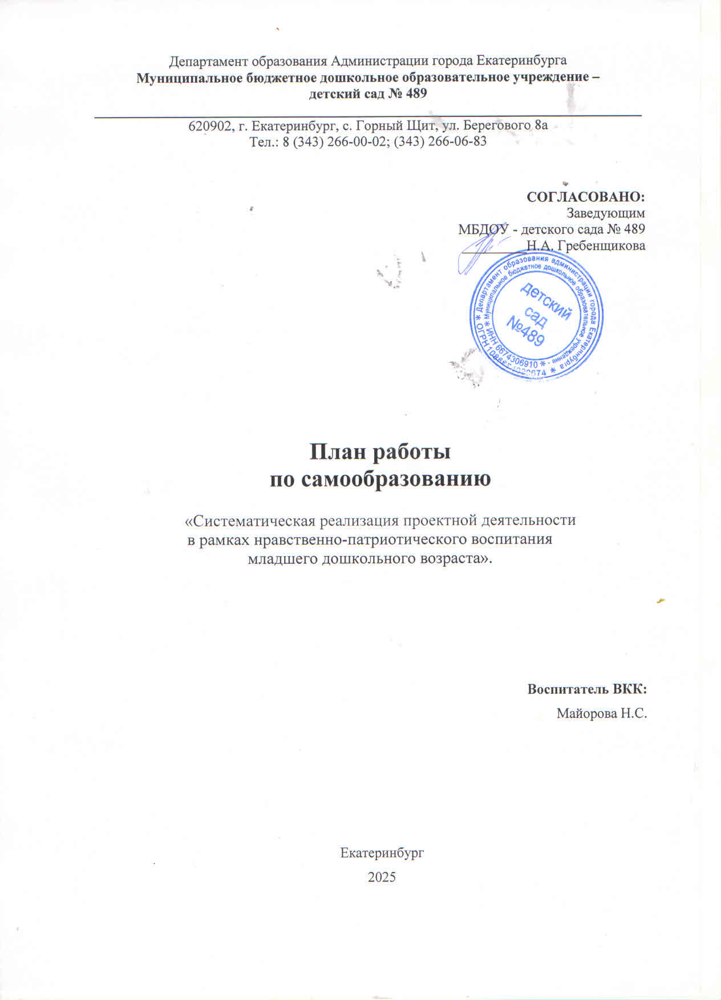 Департамент образования Администрации города Екатеринбурга
Муниципальное бюджетное дошкольное образовательное учреждение –
детский сад № 489
620902, г. Екатеринбург, с. Горный Щит, ул. Берегового 8а
Тел.: 8 (343) 266-00-02; (343) 266-06-83
СОГЛАСОВАНО:
Заведующим
МБДОУ - детского сада № 489
Н.А. Гребенщикова
Департамент образования администрации города Екатеринбурга
Муниципальное бюджетное дошкольное образовательное учреждение -
ИНН 6674306910
ОГРН
детский
сад
№489
План работы
по самообразованию
«Систематическая реализация проектной деятельности
в рамках нравственно-патриотического воспитания
младшего дошкольного возраста».
Воспитатель ВКК:
Майорова Н.С.
Екатеринбург
2025